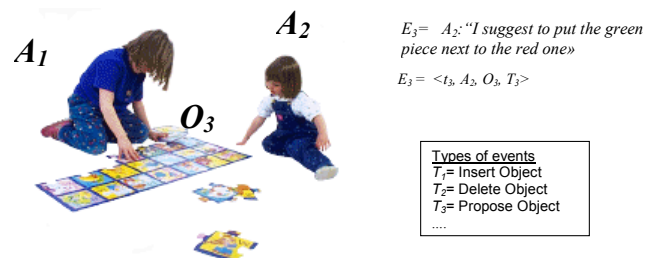 A1
A2
O3
E3= A2:“I suggest to put the green
piece next to the red one»
E3 = <t3, A2, O3, T3>
Types of events
T1= Insert Object
T2= Delete Object
T3= Propose Object
....